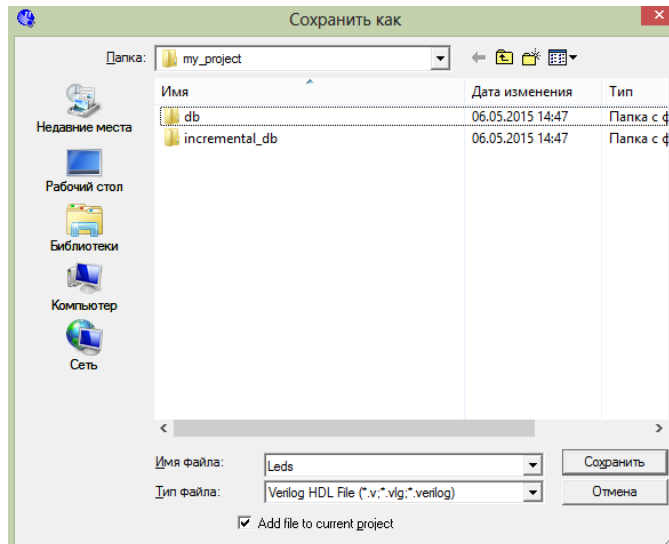 Сохранить как
Папка: my_project
Имя Дата изменения Тип
db 06.05.2015 14:47 Папка с ф
incremental_db 06.05.2015 14:47 Папка с ф
Недавние места
Рабочий стол
Библиотеки
Компьютер
Сеть
Имя файла: Leds Сохранить
Тип файла: Verilog HDL File (*.v;*.vlg;*.verilog) Отмена
Add file to current project